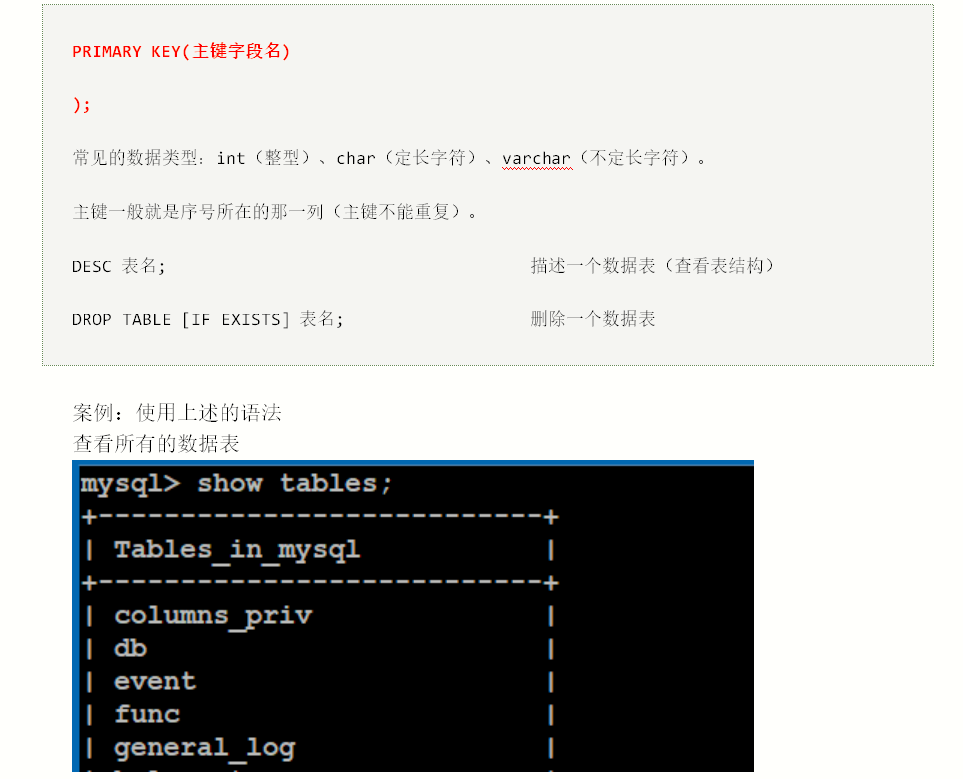 PRIMARY KEY(主键字段名)
);
常见的数据类型：int（整型）、char（定长字符）、varchar（不定长字符）。
主键一般就是序号所在的那一列（主键不能重复）。
DESC 表名; 描述一个数据表（查看表结构）
DROP TABLE [IF EXISTS] 表名; 删除一个数据表
案例：使用上述的语法
查看所有的数据表
mysql> show tables;
+---------------------------+
| Tables_in_mysql |
+---------------------------+
| columns_priv |
| db |
| event |
| func |
| general_log |